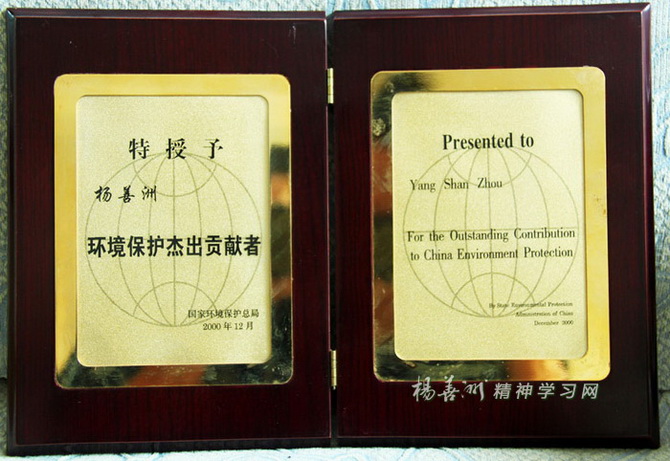 特授予
杨善洲
环境保护杰出贡献者
国家环境保护总局
2000年12月
Presented to
Yang Shan Zhou
For the Outstanding Contribution
to China Environment Protection
By State Environmental Protection
Administration of China
December 2000
楊善洲精神学习网